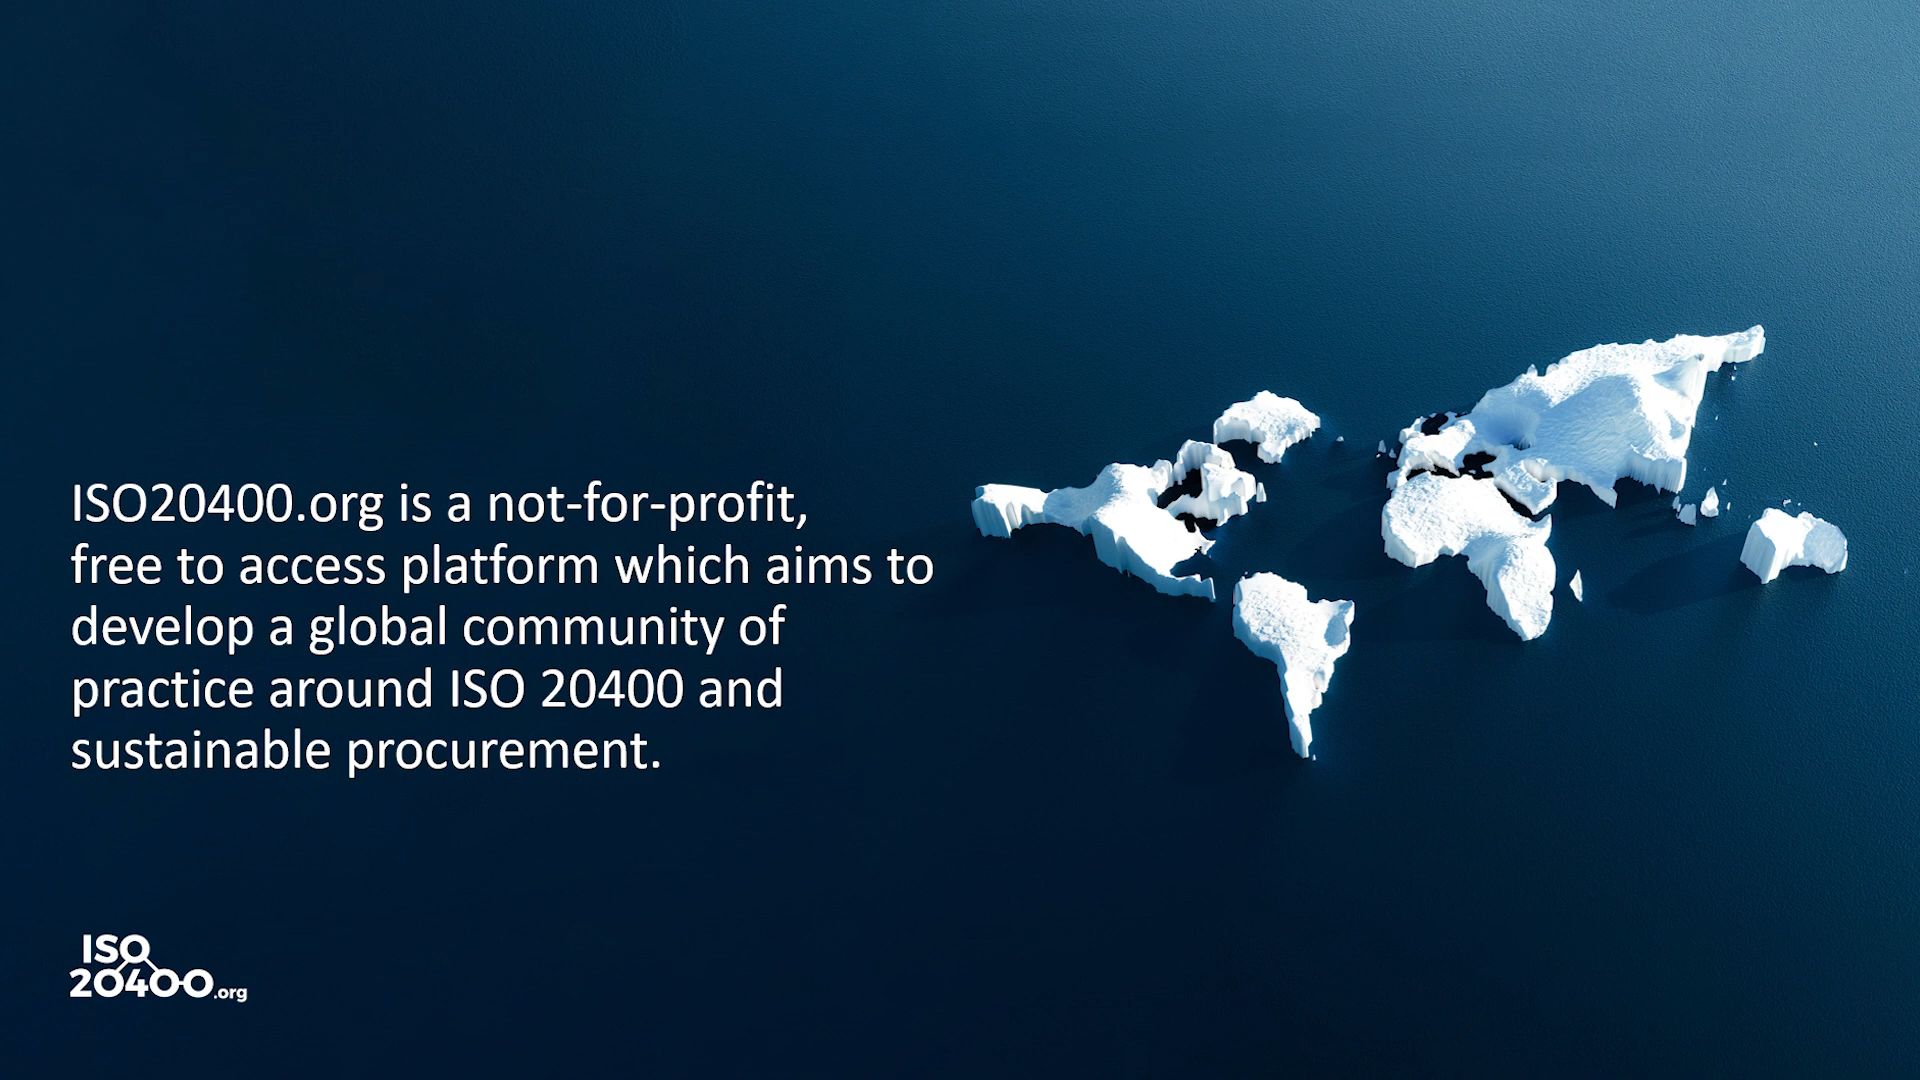 ISO20400.org is a not-for-profit,
free to access platform which aims to
develop a global community of
practice around ISO 20400 and
sustainable procurement.
ISO
20400.org